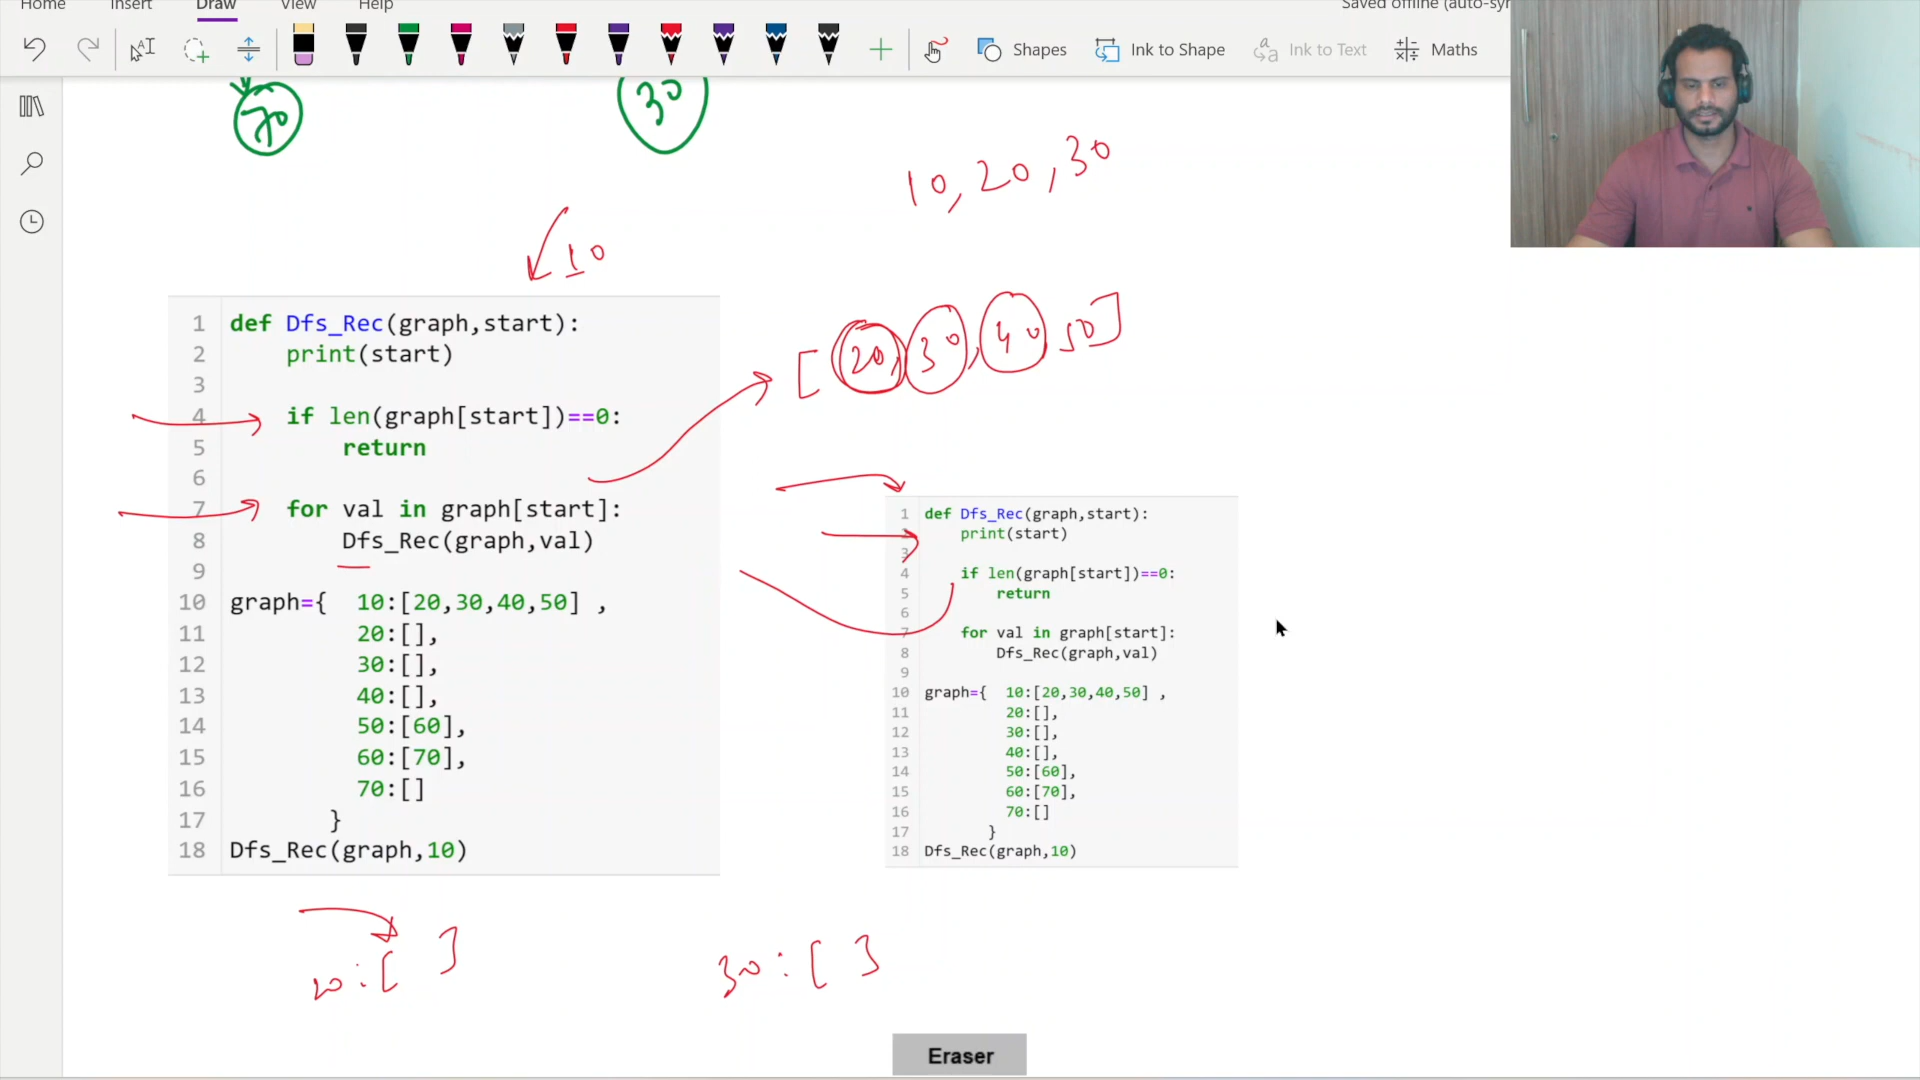 Home Insert Draw View Help Saved offline (auto-syn
Shapes Ink to Shape Ink to Text Maths
70
30
10, 20, 30
10
[ 20, 30, 40, 50 ]
1 def Dfs_Rec(graph,start):
2 print(start)
3
4 if len(graph[start])==0:
5 return
6
7 for val in graph[start]:
8 Dfs_Rec(graph,val)
9
10 graph={ 10:[20,30,40,50] ,
11 20:[],
12 30:[],
13 40:[],
14 50:[60],
15 60:[70],
16 70:[]
17 }
18 Dfs_Rec(graph,10)
1 def Dfs_Rec(graph,start):
2 print(start)
3
4 if len(graph[start])==0:
5 return
6
7 for val in graph[start]:
8 Dfs_Rec(graph,val)
9
10 graph={ 10:[20,30,40,50] ,
11 20:[],
12 30:[],
13 40:[],
14 50:[60],
15 60:[70],
16 70:[]
17 }
18 Dfs_Rec(graph,10)
20:[ ]
30:[ ]
Eraser